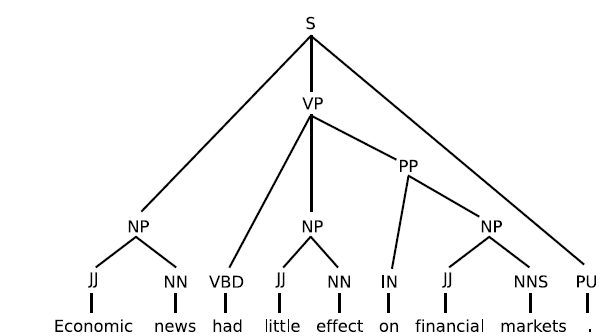 S
VP
PP
NP NP NP
JJ NN VBD JJ NN IN JJ NNS PU
Economic news had little effect on financial markets .